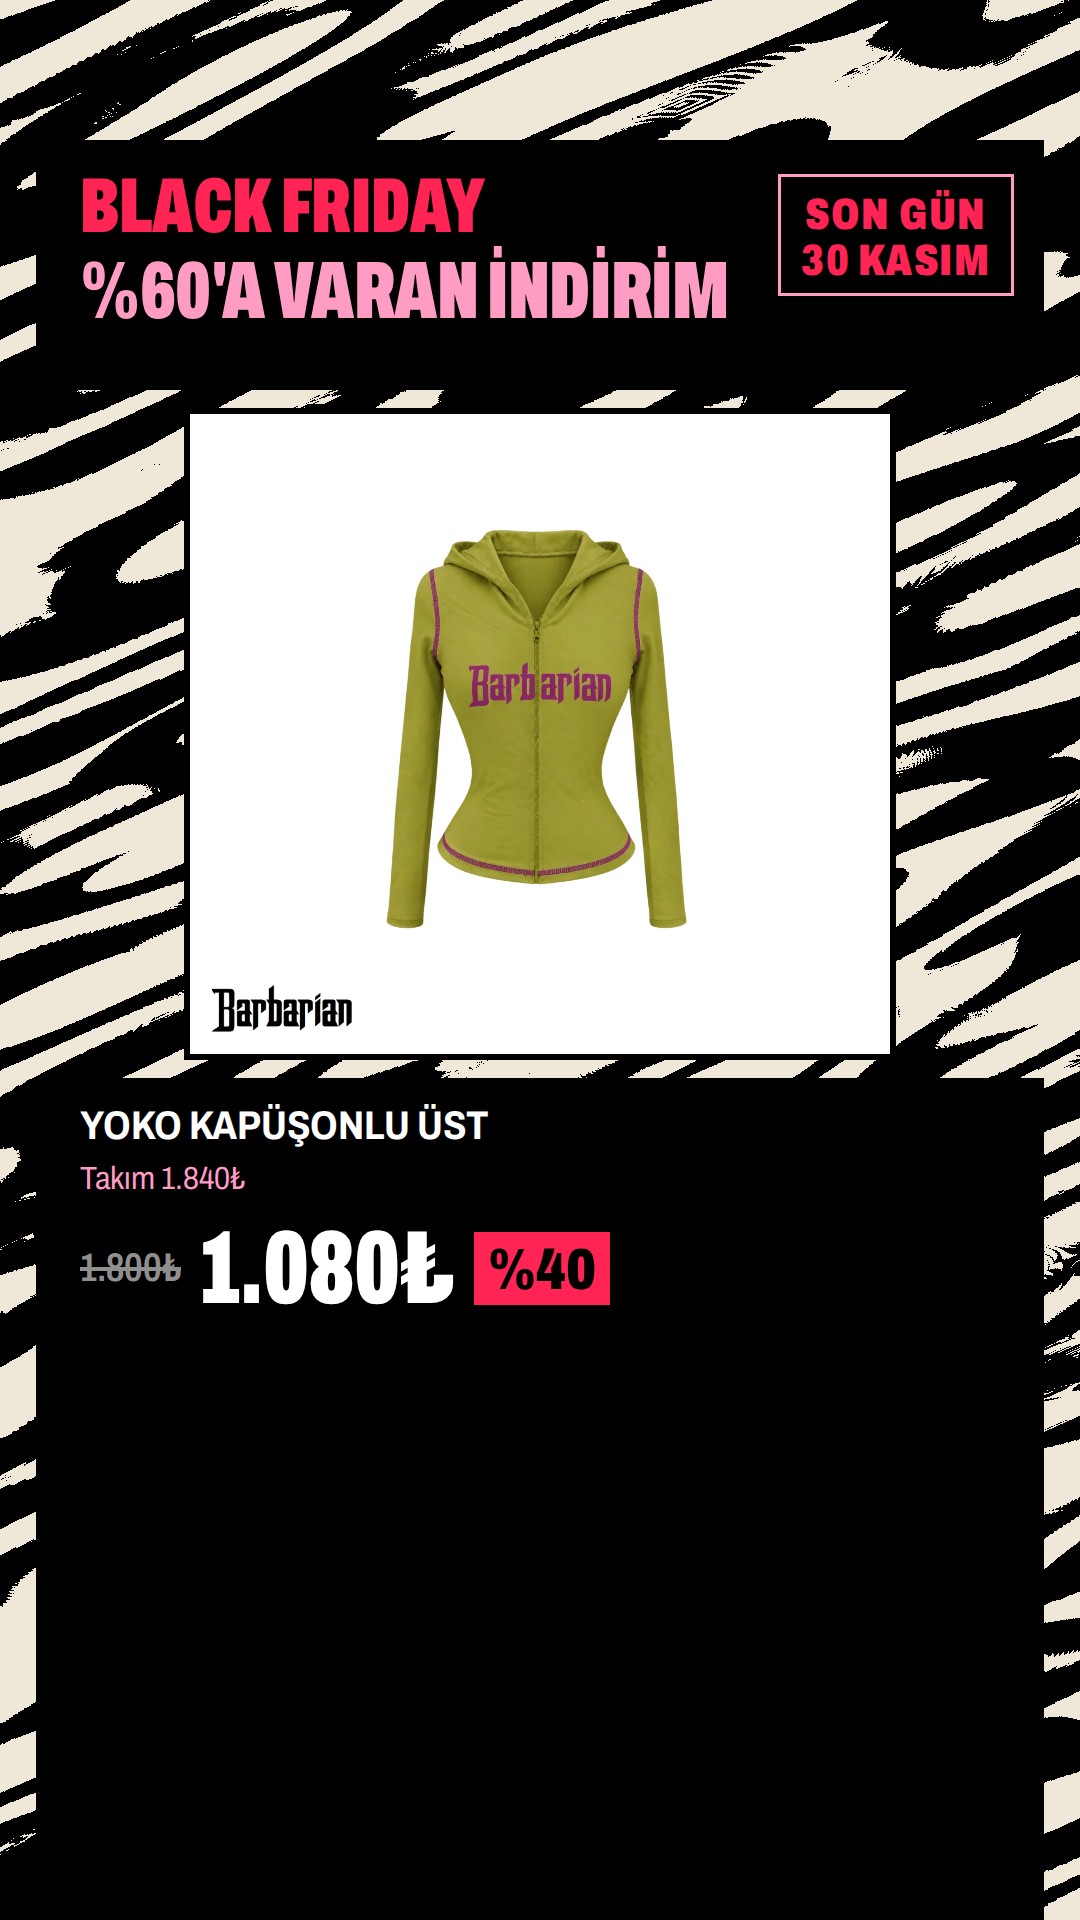 BLACK FRIDAY
%60'A VARAN İNDİRİM
SON GÜN
30 KASIM
Barbarian
Barbarian
YOKO KAPÜŞONLU ÜST
Takım 1.840₺
1.800₺ 1.080₺ %40